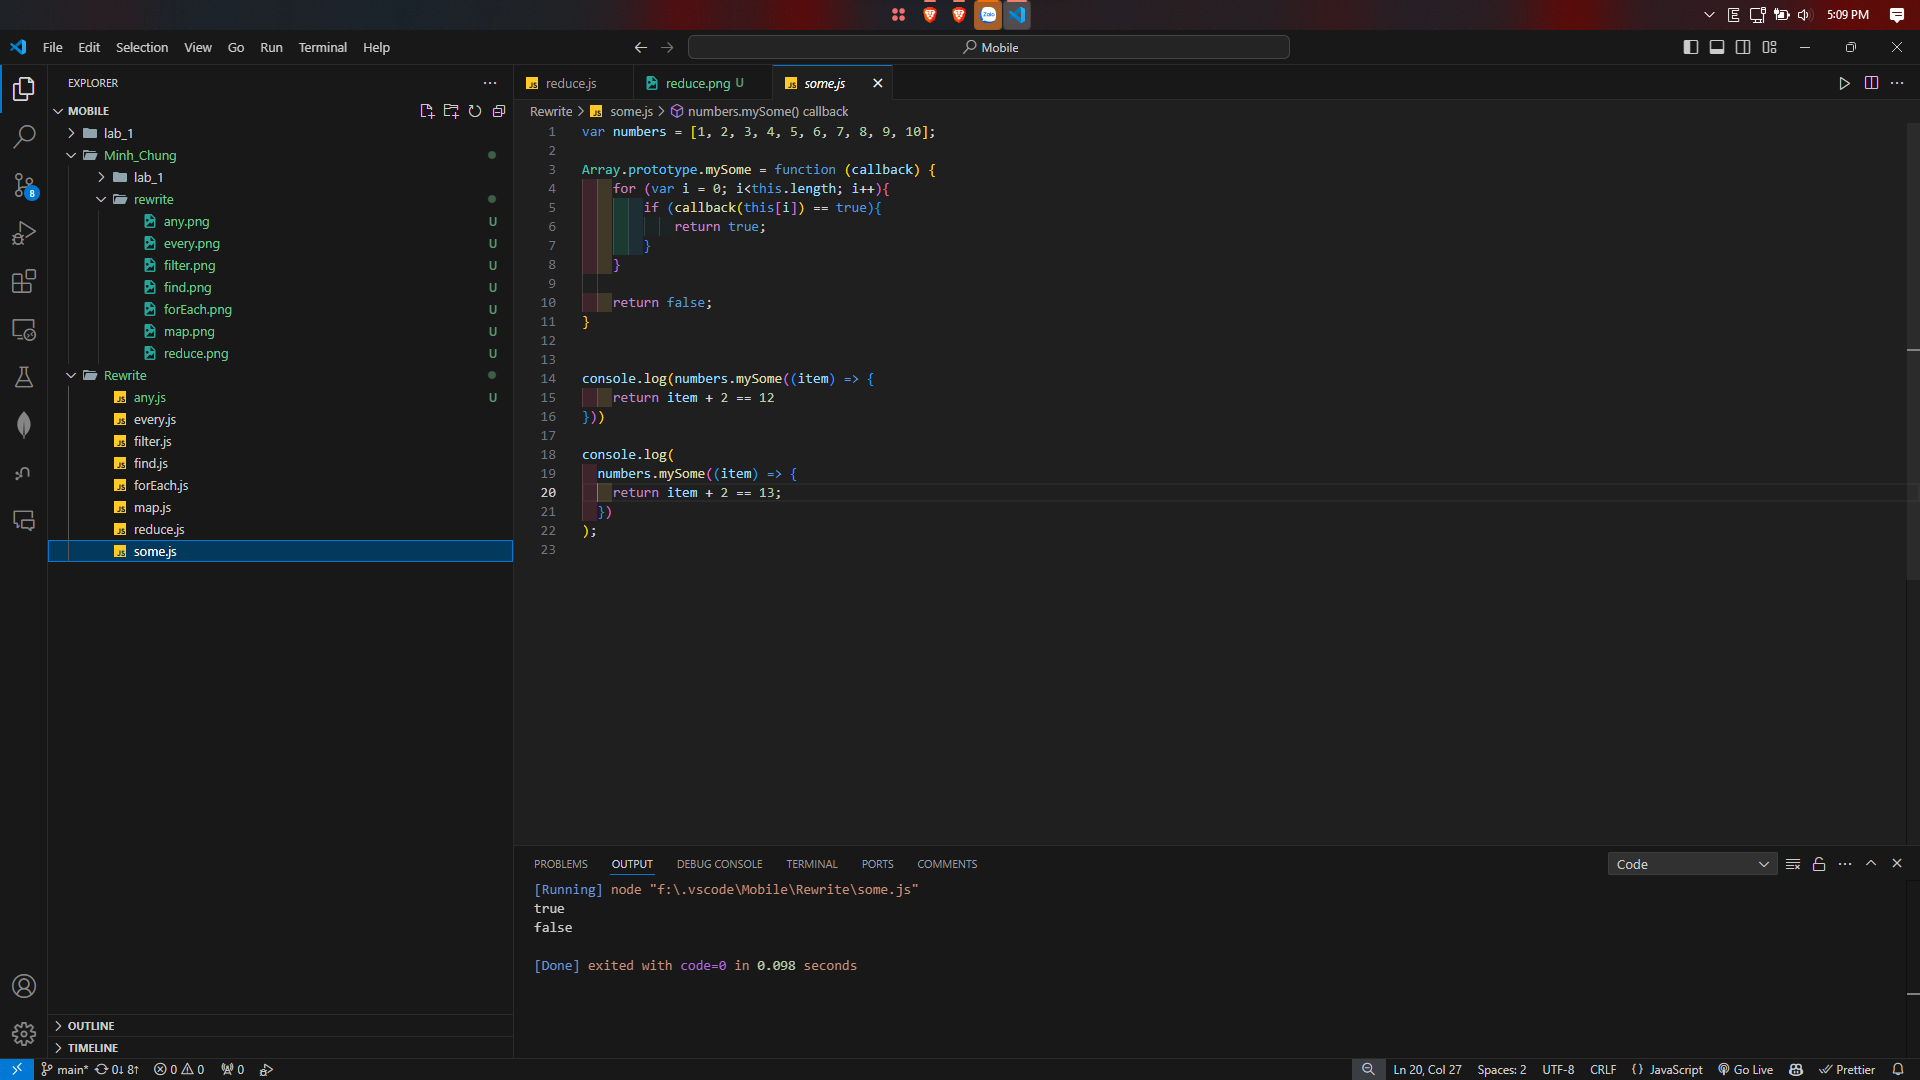 5:09 PM
File Edit Selection View Go Run Terminal Help
Mobile
EXPLORER
MOBILE
lab_1
Minh_Chung
lab_1
rewrite
any.png U
every.png U
filter.png U
find.png U
forEach.png U
map.png U
reduce.png U
Rewrite
any.js U
every.js
filter.js
find.js
forEach.js
map.js
reduce.js
some.js
OUTLINE
TIMELINE
8
reduce.js reduce.png U some.js
Rewrite > some.js > numbers.mySome() callback
1 var numbers = [1, 2, 3, 4, 5, 6, 7, 8, 9, 10];
2
3 Array.prototype.mySome = function (callback) {
4 for (var i = 0; i<this.length; i++){
5 if (callback(this[i]) == true){
6 return true;
7 }
8 }
9
10 return false;
11 }
12
13
14 console.log(numbers.mySome((item) => {
15 return item + 2 == 12
16 }))
17
18 console.log(
19 numbers.mySome((item) => {
20 return item + 2 == 13;
21 })
22 );
23
PROBLEMS OUTPUT DEBUG CONSOLE TERMINAL PORTS COMMENTS
Code
[Running] node "f:\.vscode\Mobile\Rewrite\some.js"
true
false
[Done] exited with code=0 in 0.098 seconds
main* 0↓ 8↑ 0 0 0
Ln 20, Col 27 Spaces: 2 UTF-8 CRLF {} JavaScript Go Live Prettier